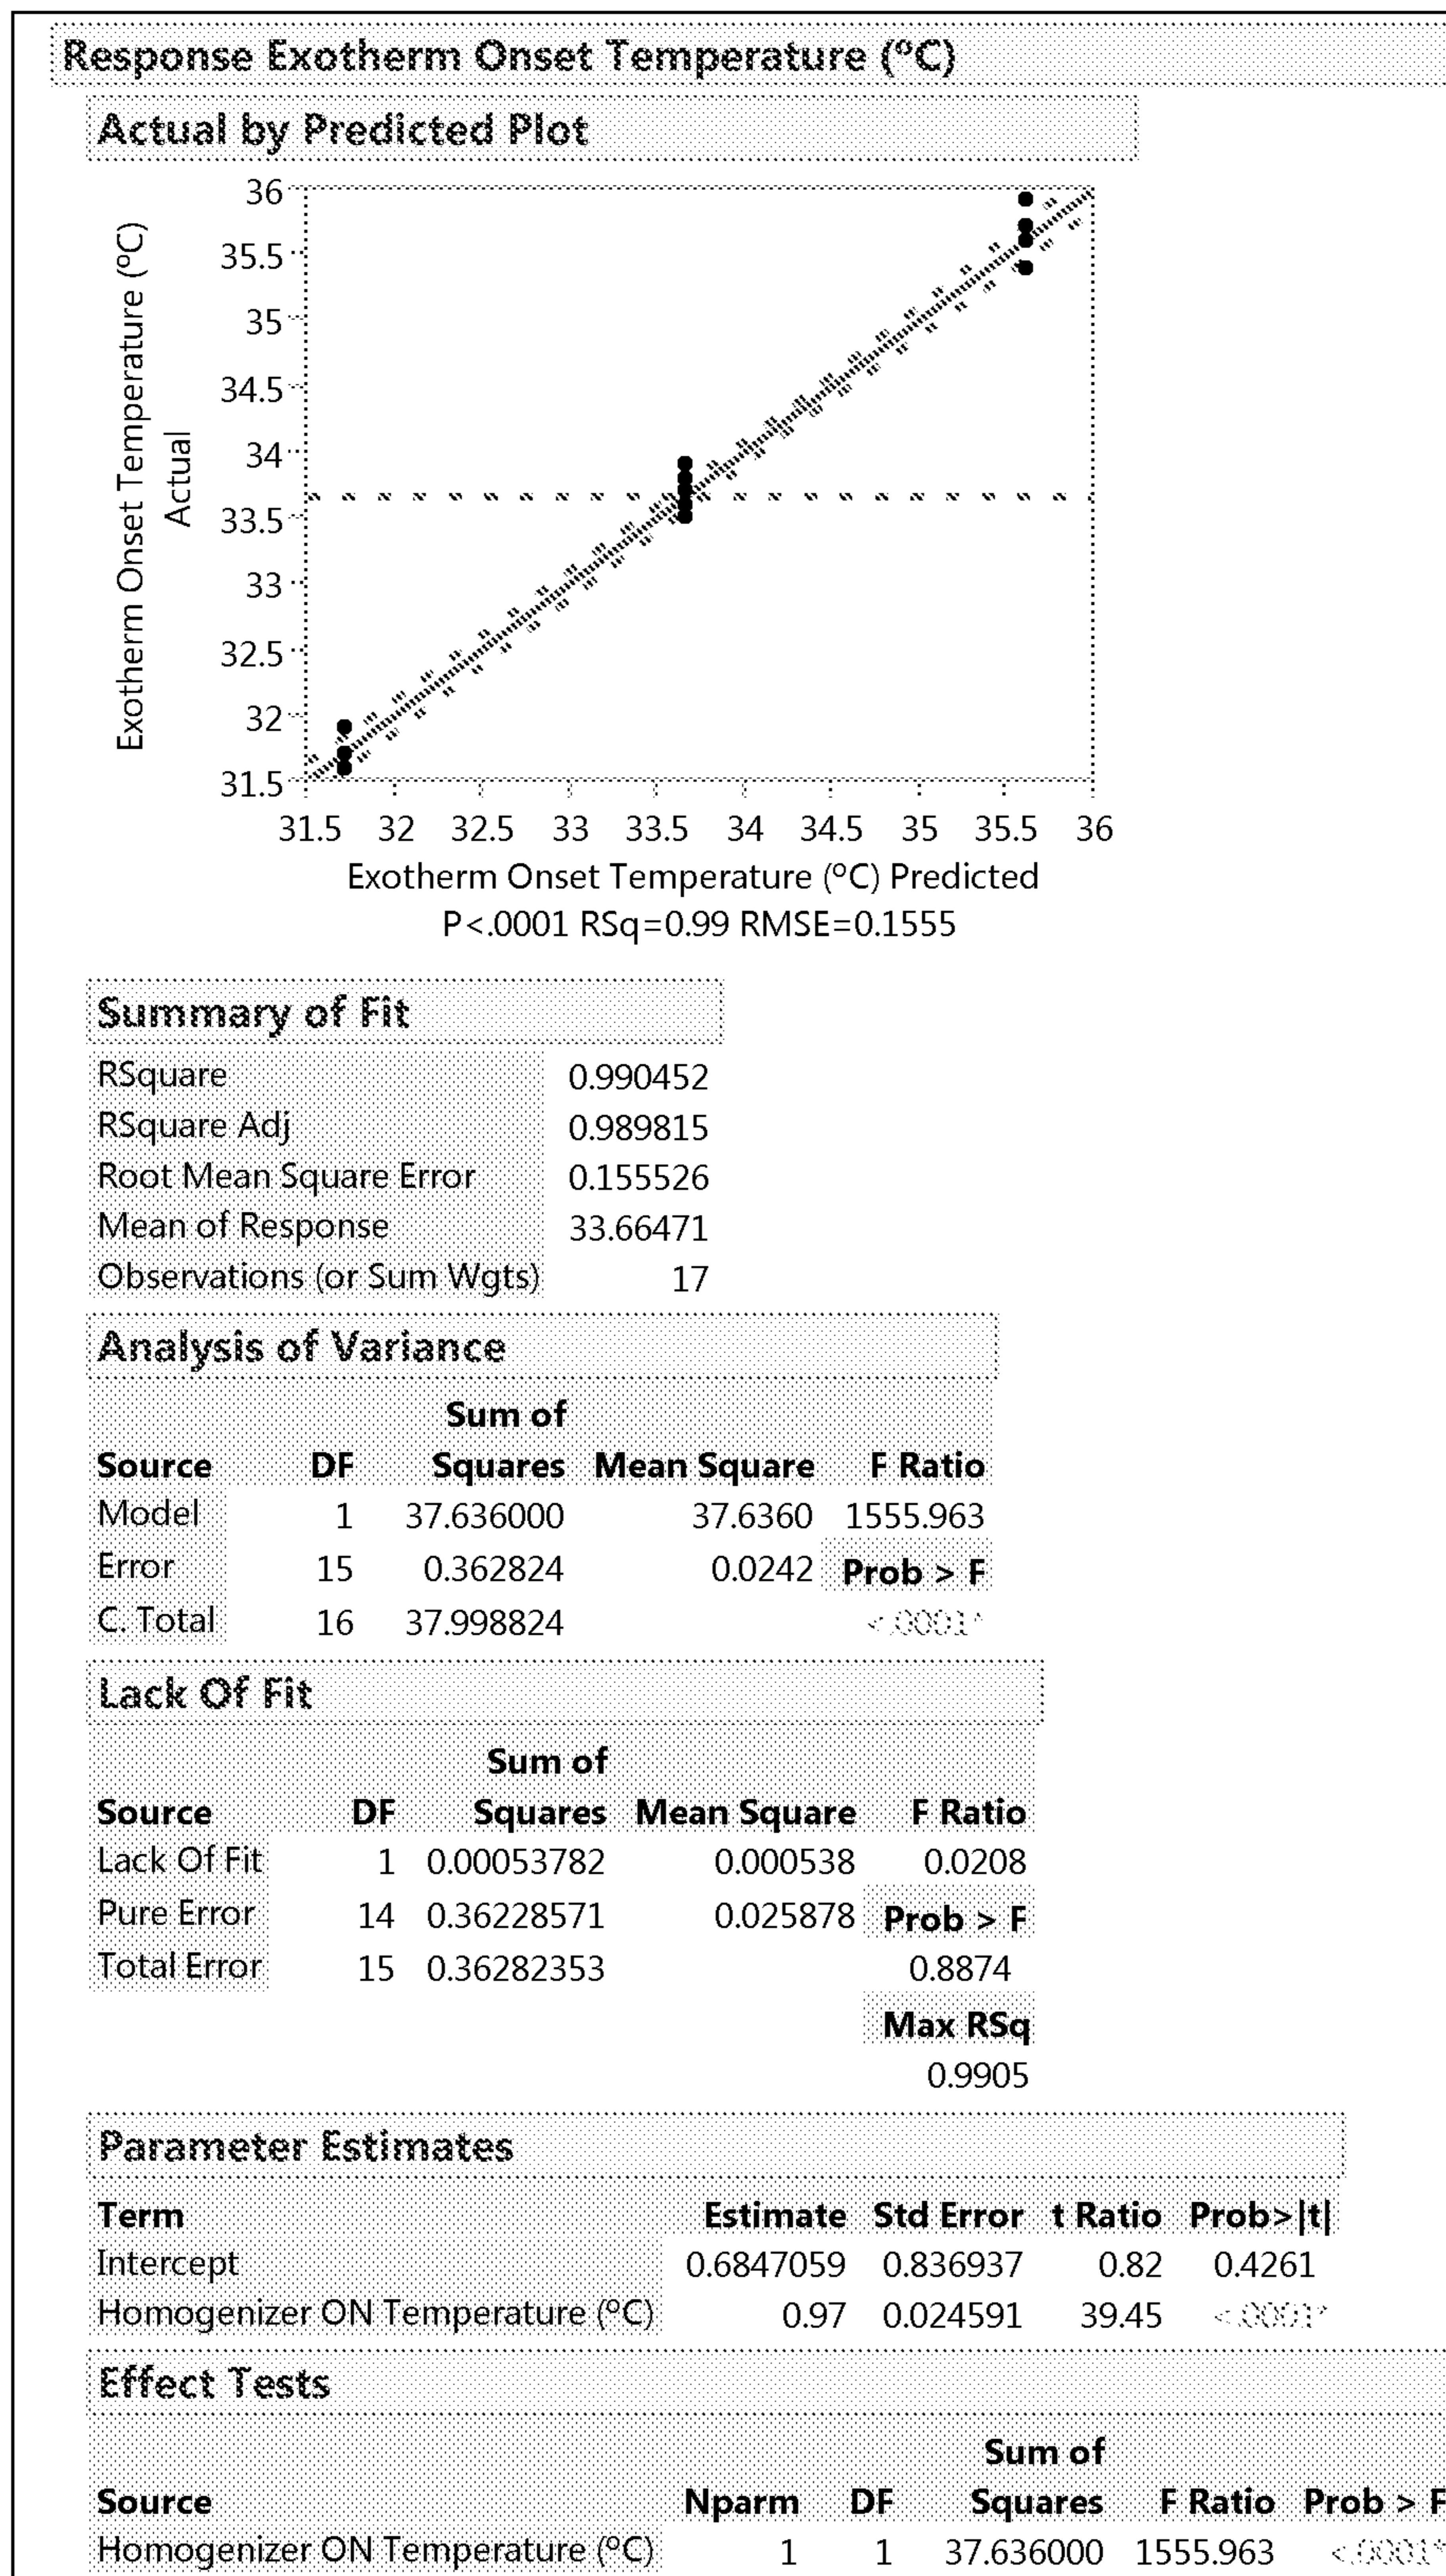 Response Exotherm Onset Temperature (ºC)
Actual by Predicted Plot
Exotherm Onset Temperature (ºC)
Actual
36
35.5
35
34.5
34
33.5
33
32.5
32
31.5
31.5 32 32.5 33 33.5 34 34.5 35 35.5 36
Exotherm Onset Temperature (ºC) Predicted
P<.0001 RSq=0.99 RMSE=0.1555
Summary of Fit
RSquare 0.990452
RSquare Adj 0.989815
Root Mean Square Error 0.155526
Mean of Response 33.66471
Observations (or Sum Wgts) 17
Analysis of Variance
Sum of
Source DF Squares Mean Square F Ratio
Model 1 37.636000 37.6360 1555.963
Error 15 0.362824 0.0242 Prob > F
C. Total 16 37.998824 <.0001*
Lack Of Fit
Sum of
Source DF Squares Mean Square F Ratio
Lack Of Fit 1 0.00053782 0.000538 0.0208
Pure Error 14 0.36228571 0.025878 Prob > F
Total Error 15 0.36282353 0.8874
Max RSq
0.9905
Parameter Estimates
Term Estimate Std Error t Ratio Prob>|t|
Intercept 0.6847059 0.836937 0.82 0.4261
Homogenizer ON Temperature (ºC) 0.97 0.024591 39.45 <.0001*
Effect Tests
Sum of
Source Nparm DF Squares F Ratio Prob > F
Homogenizer ON Temperature (ºC) 1 1 37.636000 1555.963 <.0001*